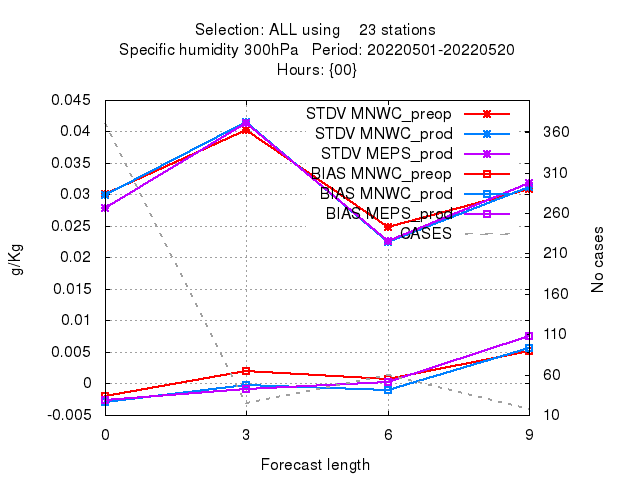 Selection: ALL using    23 stations
Specific humidity 300hPa   Period: 20220501-20220520
Hours: {00}
g/Kg
0.045
0.04
0.035
0.03
0.025
0.02
0.015
0.01
0.005
0
-0.005
STDV MNWC_preop
STDV MNWC_prod
STDV MEPS_prod
BIAS MNWC_preop
BIAS MNWC_prod
BIAS MEPS_prod
CASES
360
310
260
210
160
110
60
10
No cases
0 3 6 9
Forecast length